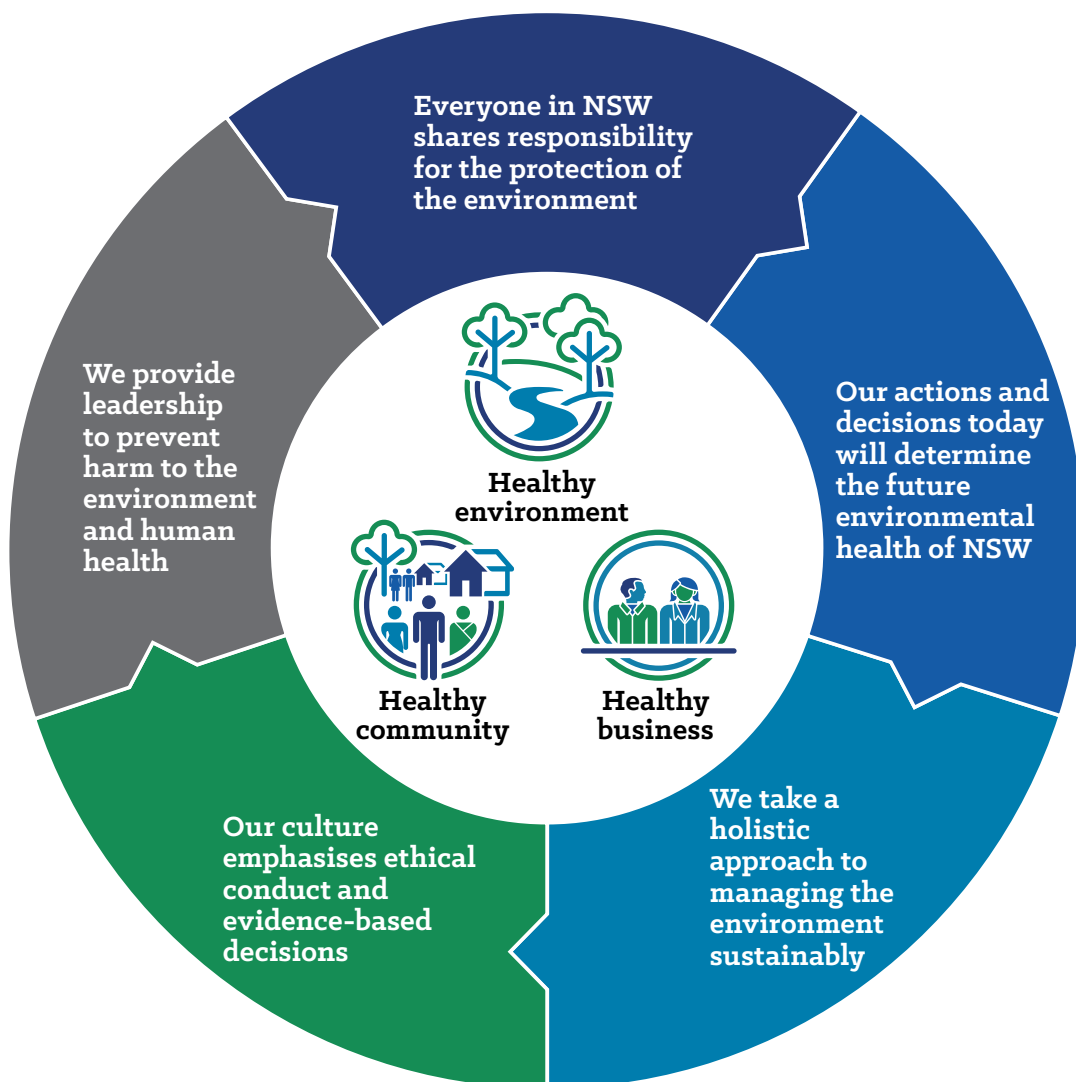 Everyone in NSW
shares responsibility
for the protection of
the environment
Our actions and
decisions today
will determine
the future
environmental
health of NSW
We take a
holistic
approach to
managing the
environment
sustainably
Our culture
emphasises ethical
conduct and
evidence-based
decisions
We provide
leadership
to prevent
harm to the
environment
and human
health
Healthy
environment
Healthy
community
Healthy
business